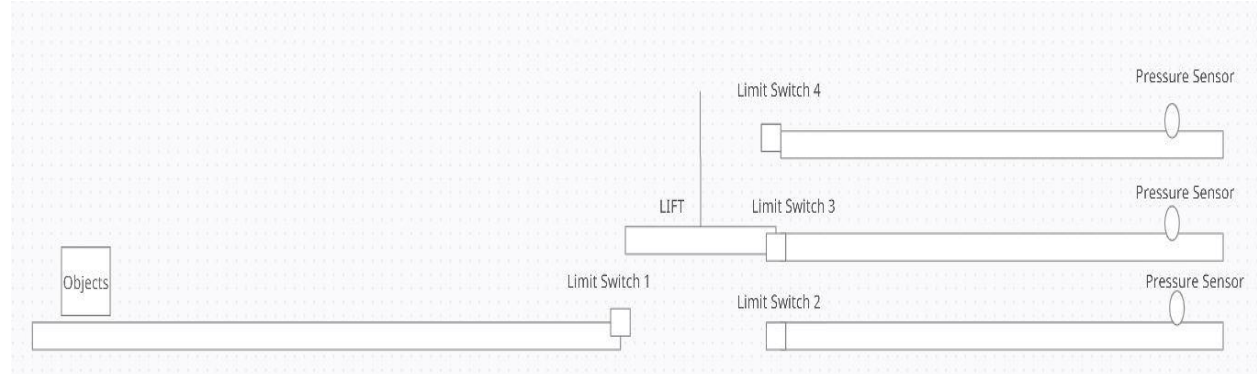 Pressure Sensor
Limit Switch 4
Pressure Sensor
LIFT
Limit Switch 3
Objects
Limit Switch 1
Pressure Sensor
Limit Switch 2